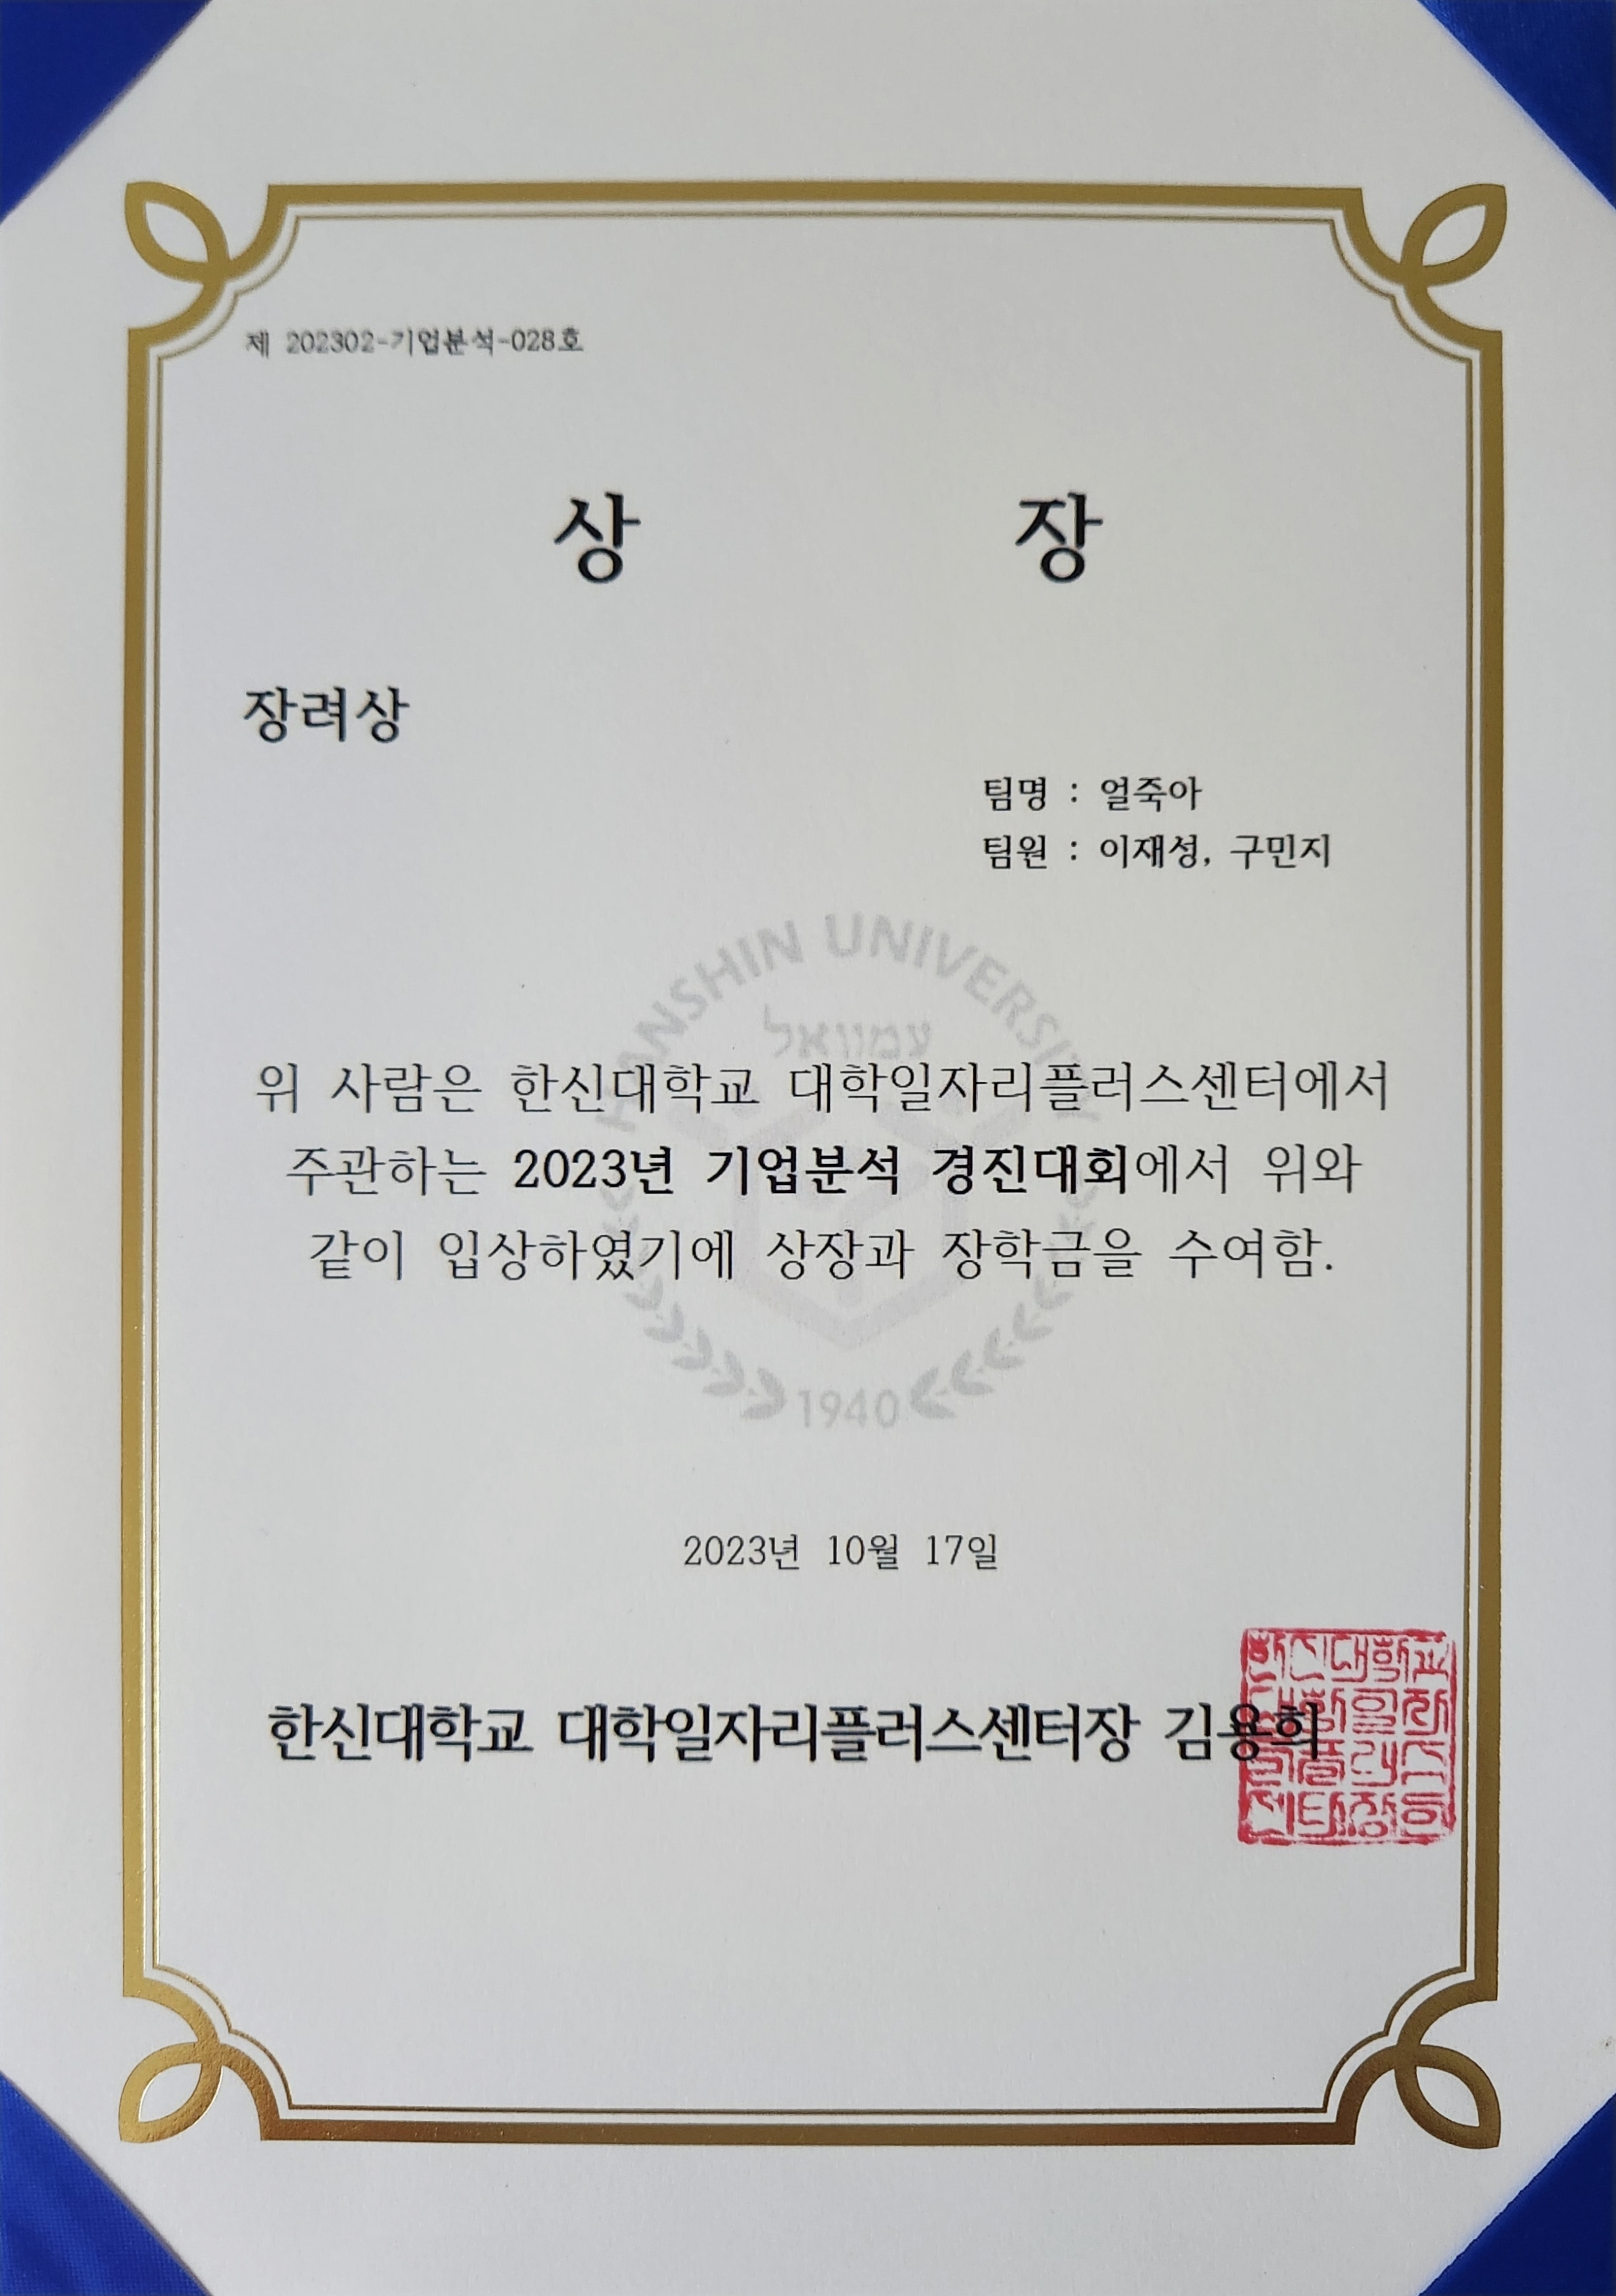 제 202302-기업분석-028호
상 장
장려상
팀명 : 얼죽아
팀원 : 이재성, 구민지
HANSHIN UNIVERSITY
עמנואל
위 사람은 한신대학교 대학일자리플러스센터에서
주관하는 2023년 기업분석 경진대회에서 위와
같이 입상하였기에 상장과 장학금을 수여함.
1940
2023년 10월 17일
한신대학교 대학일자리플러스센터장 김용희
한신대학교
대학일자
리플러스
센터장인